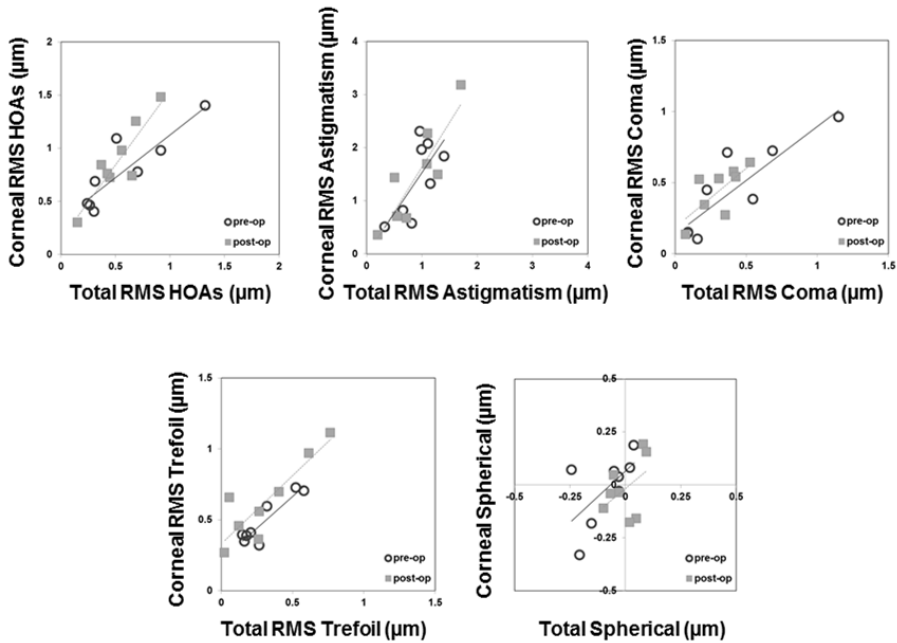 Corneal RMS HOAs (μm)
2
1.5
1
0.5
0
0
0.5
1
1.5
2
pre-op
post-op
Total RMS HOAs (μm)
Corneal RMS Astigmatism (μm)
4
3
2
1
0
0
1
2
3
4
pre-op
post-op
Total RMS Astigmatism (μm)
Corneal RMS Coma (μm)
1.5
1
0.5
0
0
0.5
1
1.5
pre-op
post-op
Total RMS Coma (μm)
Corneal RMS Trefoil (μm)
1.5
1
0.5
0
0
0.5
1
1.5
pre-op
post-op
Total RMS Trefoil (μm)
Corneal Spherical (μm)
0.5
0.25
0
-0.25
-0.5
-0.5
-0.25
0
0.25
0.5
pre-op
post-op
Total Spherical (μm)